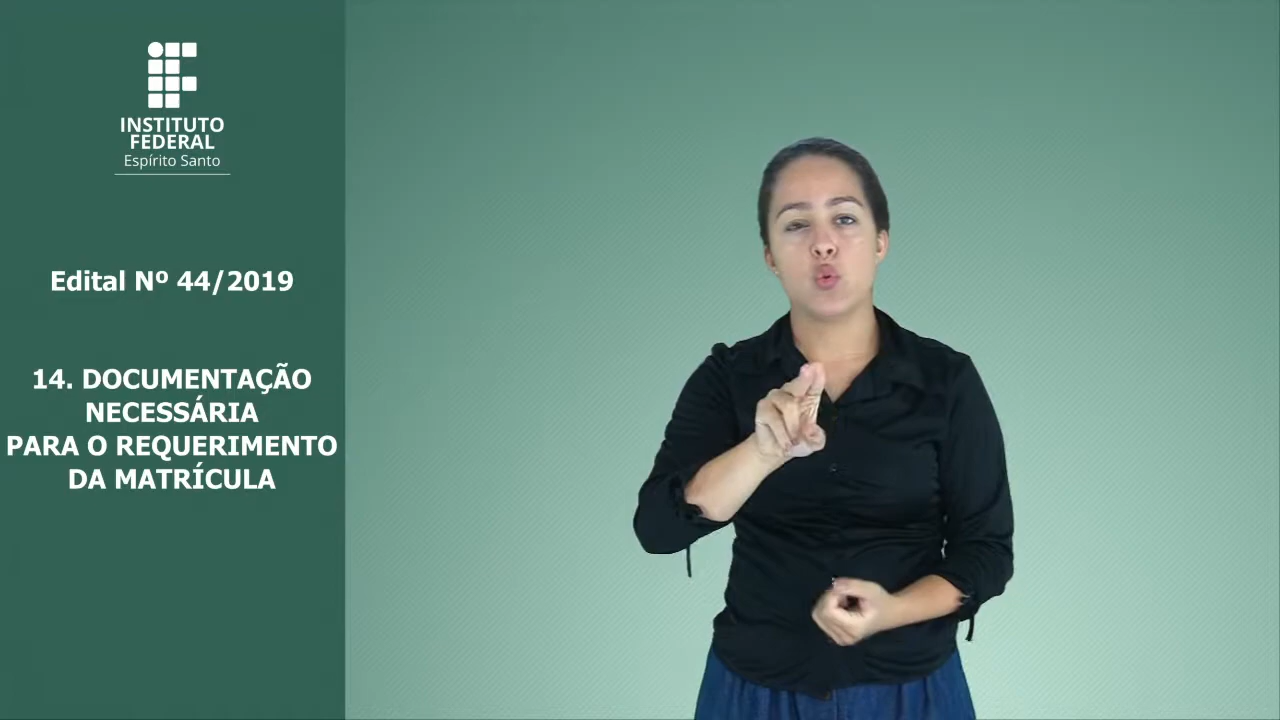 INSTITUTO
FEDERAL
Espírito Santo
Edital Nº 44/2019
14. DOCUMENTAÇÃO
NECESSÁRIA
PARA O REQUERIMENTO
DA MATRÍCULA